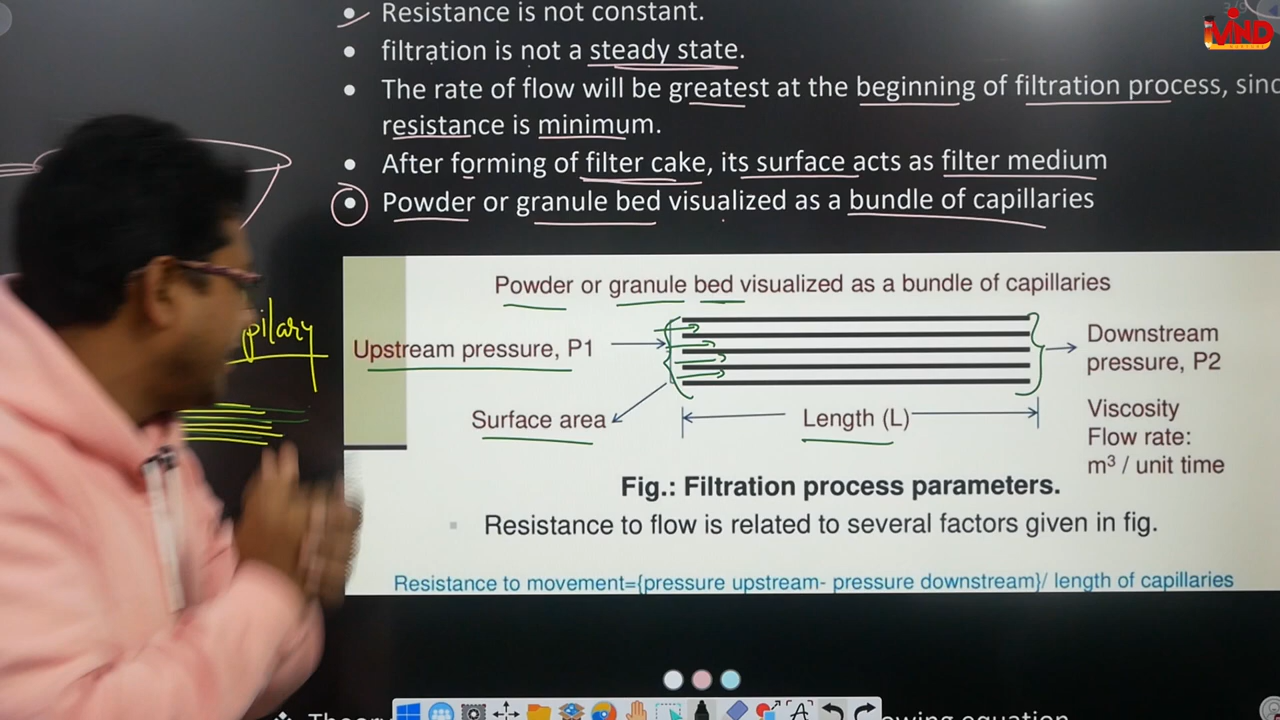 Resistance is not constant.
filtration is not a steady state.
The rate of flow will be greatest at the beginning of filtration process, sinc
resistance is minimum.
After forming of filter cake, its surface acts as filter medium
Powder or granule bed visualized as a bundle of capillaries
Powder or granule bed visualized as a bundle of capillaries
pilary
Upstream pressure, P1
Downstream
pressure, P2
Surface area
Length (L)
Viscosity
Flow rate:
m³ / unit time
Fig.: Filtration process parameters.
Resistance to flow is related to several factors given in fig.
Resistance to movement={pressure upstream- pressure downstream}/ length of capillaries